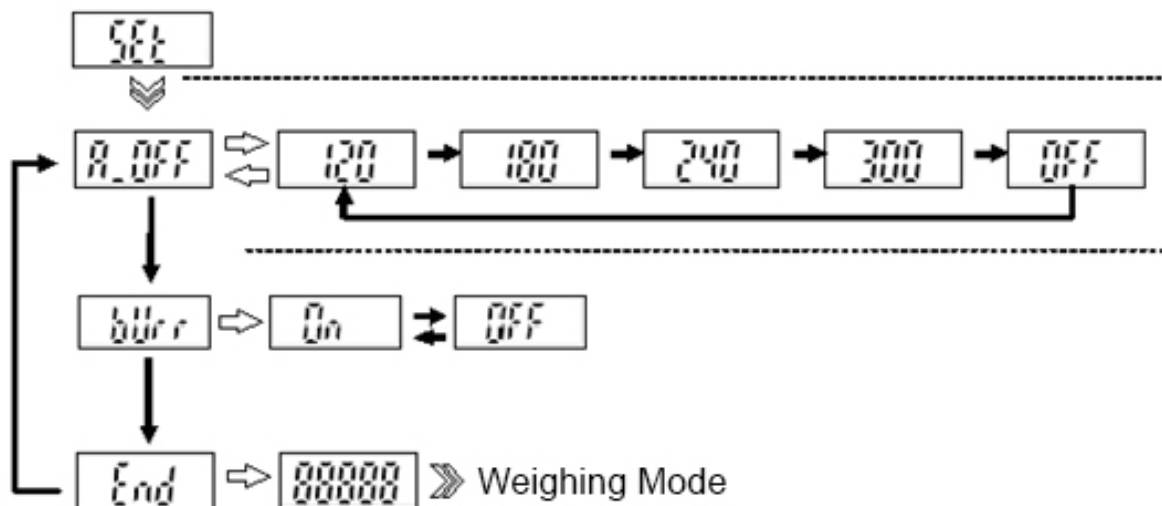 SEt
A_OFF 120 180 240 300 OFF
bUrr On OFF
End 88888 Weighing Mode